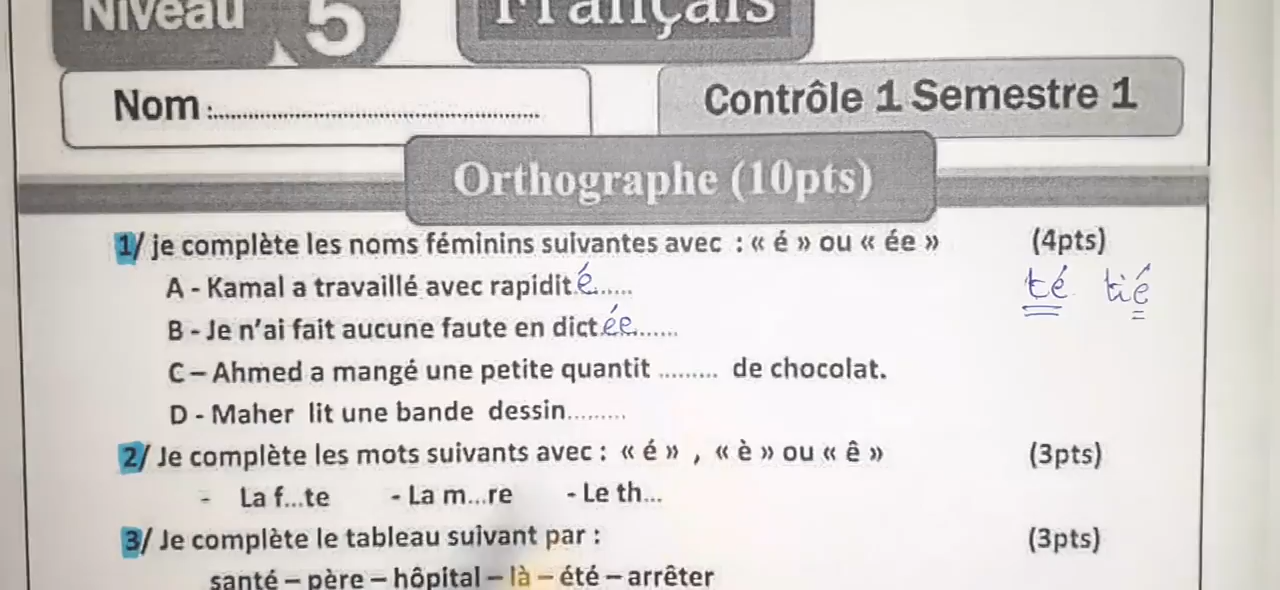 Niveau 5 Français
Nom :.......................................................
Contrôle 1 Semestre 1
Orthographe (10pts)
1/ je complète les noms féminins suivantes avec : « é » ou « ée » (4pts)
A - Kamal a travaillé avec rapidité...... té tié
B - Je n'ai fait aucune faute en dictée.......
C – Ahmed a mangé une petite quantit ......... de chocolat.
D - Maher lit une bande dessin.........
2/ Je complète les mots suivants avec : « é » , « è » ou « ê » (3pts)
- La f...te - La m...re - Le th...
3/ Je complète le tableau suivant par : (3pts)
santé – père – hôpital – là – été – arrêter